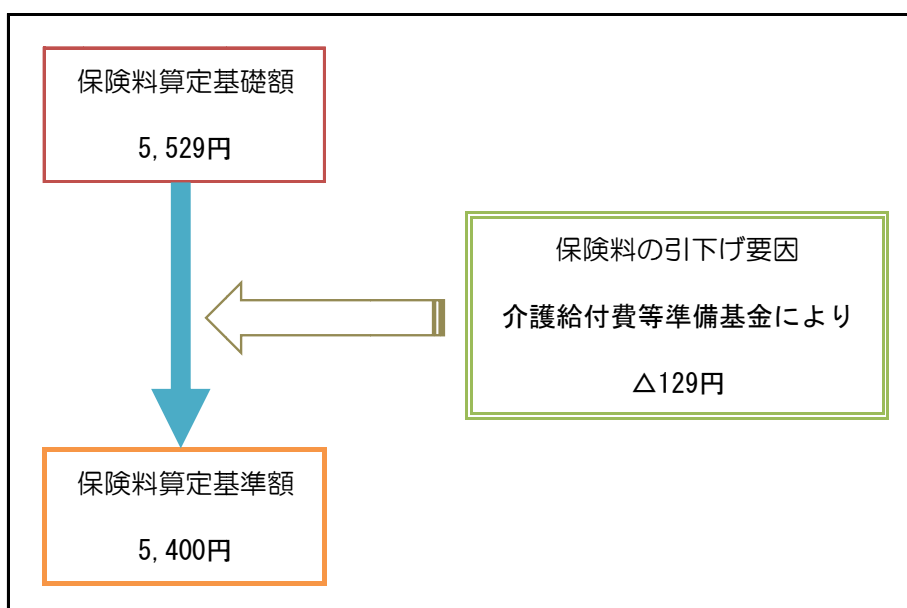 保険料算定基礎額
5,529円
保険料の引下げ要因
介護給付費等準備基金により
△129円
保険料算定基準額
5,400円